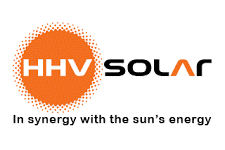 HHV SOLAR
In synergy with the sun's energy